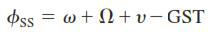 ϕss = ω + Ω + υ − GST